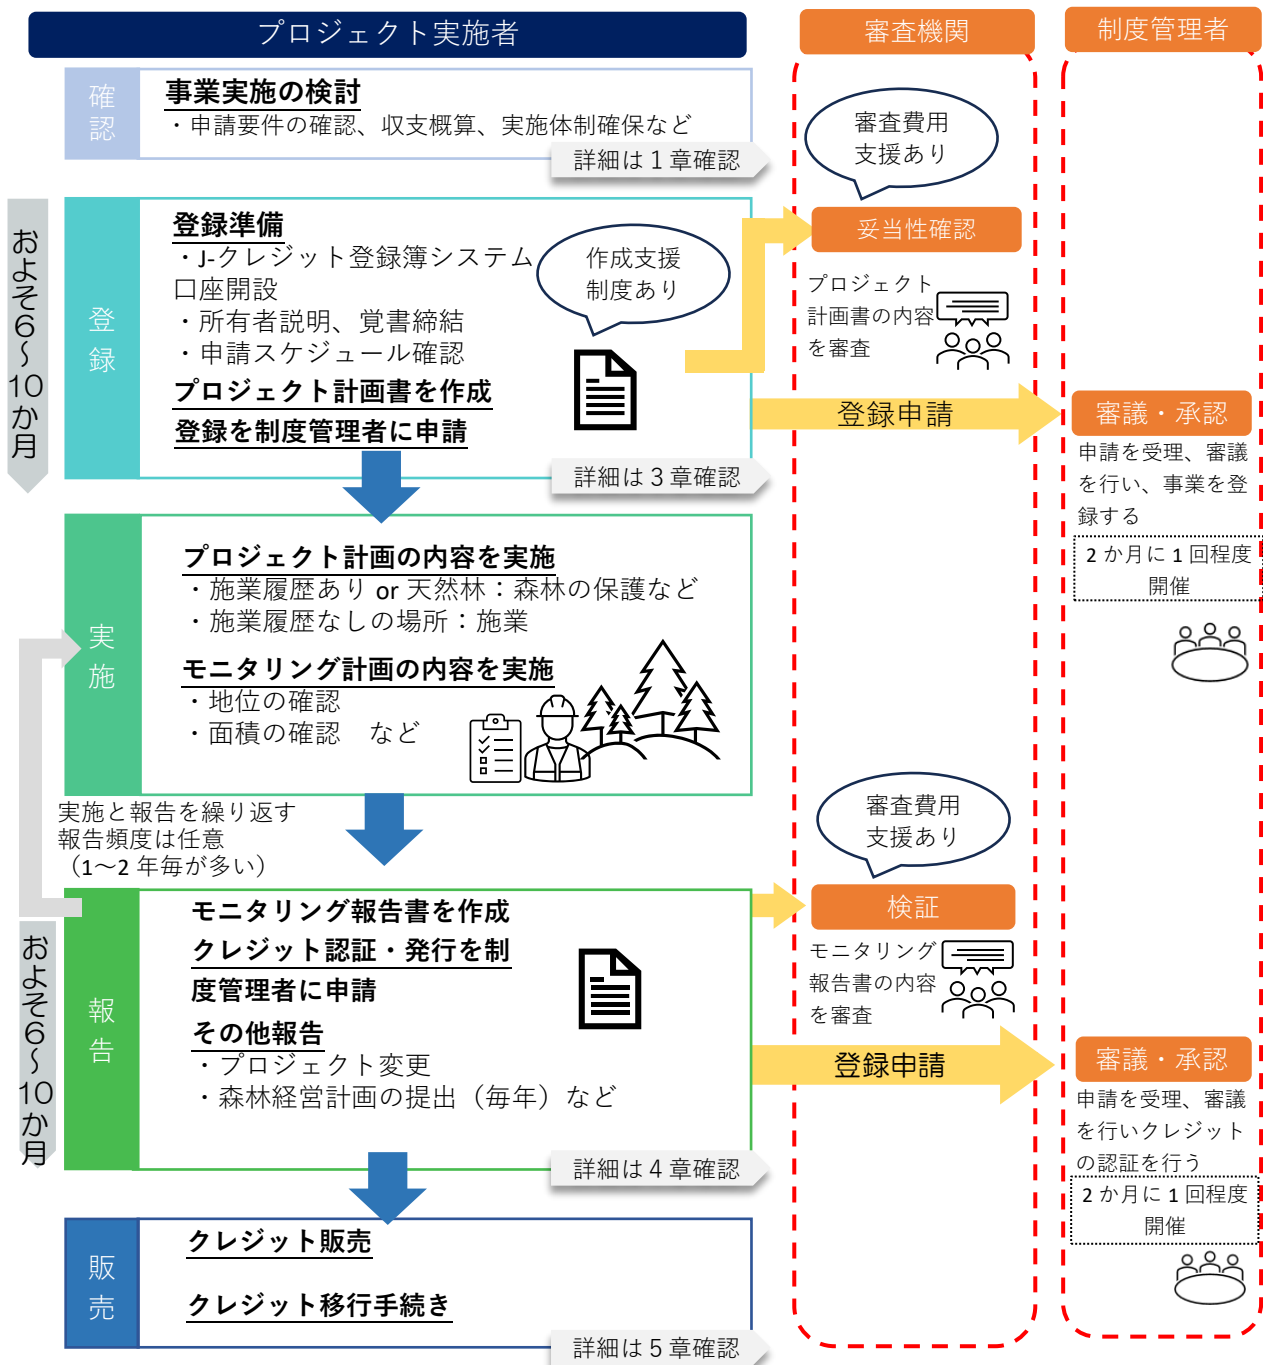 プロジェクト実施者
審査機関
制度管理者
確認
事業実施の検討
・申請要件の確認、収支概算、実施体制確保など
詳細は1章確認
審査費用
支援あり
およそ6~10か月
登録
登録準備
・J-クレジット登録簿システム
口座開設
・所有者説明、覚書締結
・申請スケジュール確認
プロジェクト計画書を作成
登録を制度管理者に申請
作成支援
制度あり
詳細は3章確認
妥当性確認
プロジェクト
計画書の内容
を審査
登録申請
審議・承認
申請を受理、審議
を行い、事業を登
録する
2か月に1回程度
開催
実施
プロジェクト計画の内容を実施
・施業履歴あり or 天然林：森林の保護など
・施業履歴なしの場所：施業
モニタリング計画の内容を実施
・地位の確認
・面積の確認　など
実施と報告を繰り返す
報告頻度は任意
（1～2年毎が多い）
審査費用
支援あり
およそ6~10か月
報告
モニタリング報告書を作成
クレジット認証・発行を制
度管理者に申請
その他報告
・プロジェクト変更
・森林経営計画の提出（毎年）など
詳細は4章確認
検証
モニタリング
報告書の内容
を審査
登録申請
審議・承認
申請を受理、審議
を行いクレジット
の認証を行う
2か月に1回程度
開催
販売
クレジット販売
クレジット移行手続き
詳細は5章確認